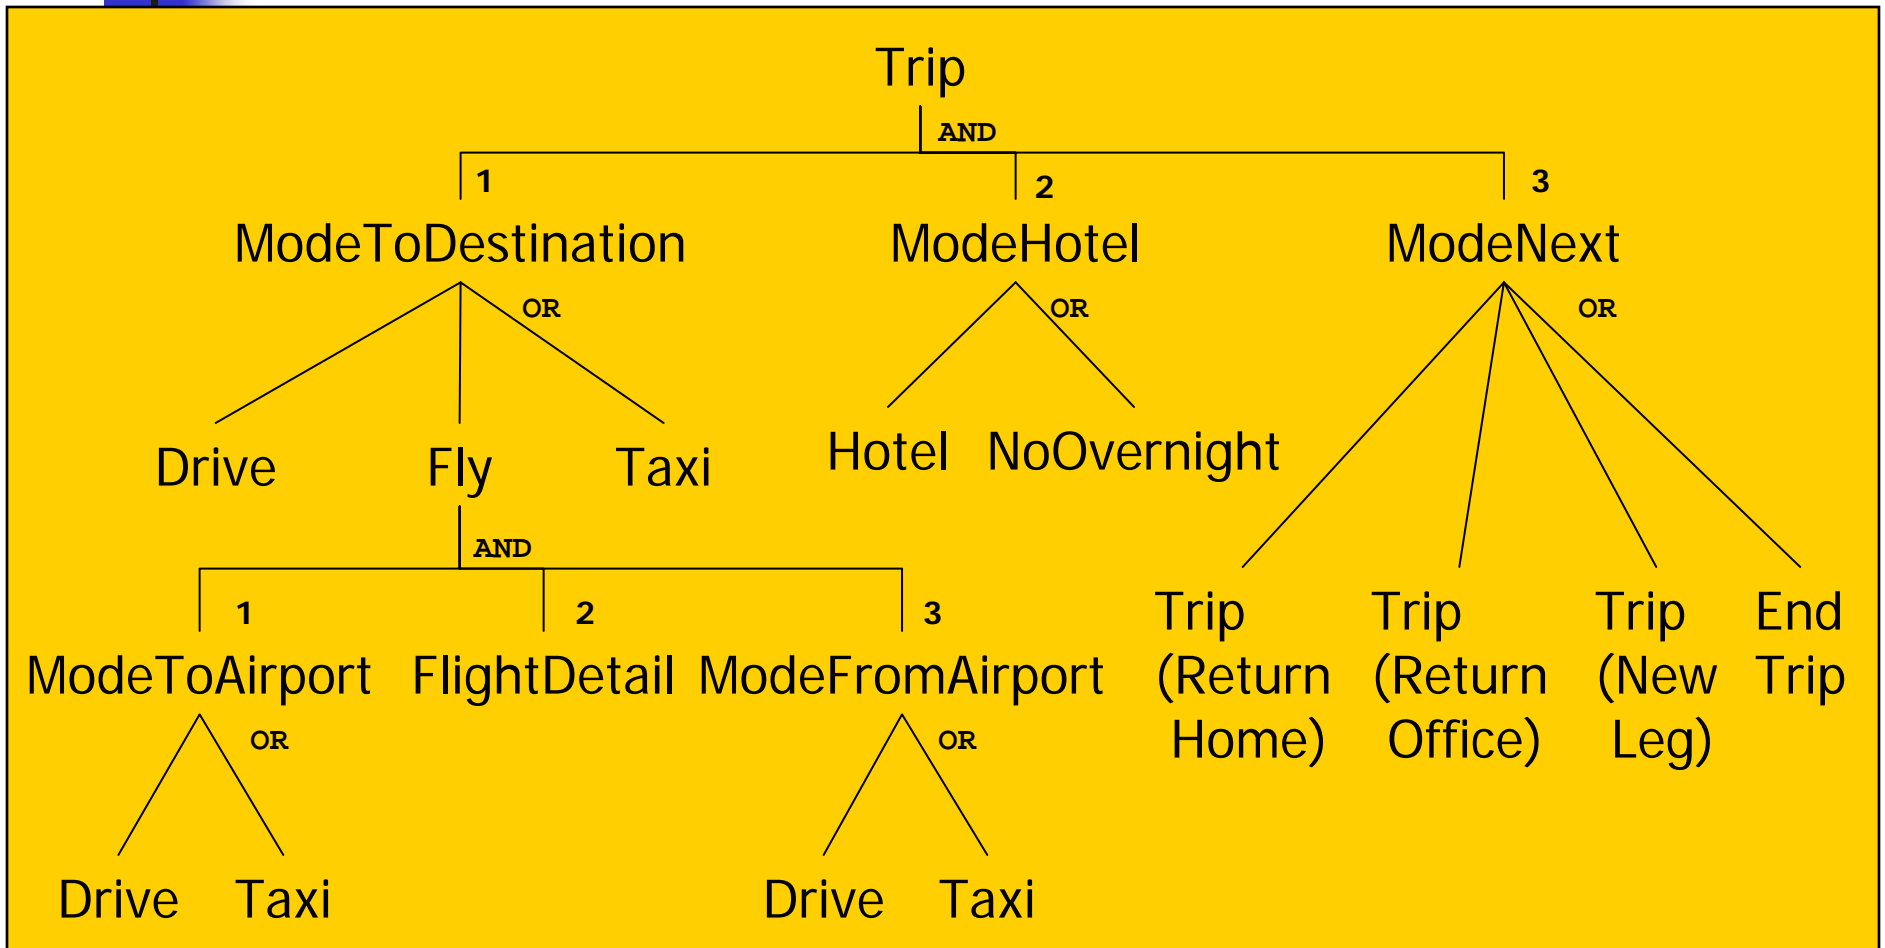 Trip
AND
1 2 3
ModeToDestination ModeHotel ModeNext
OR OR OR
Drive Fly Taxi Hotel NoOvernight
AND
1 2 3
ModeToAirport FlightDetail ModeFromAirport
OR OR
Drive Taxi Drive Taxi
Trip
(Return
Home)
Trip
(Return
Office)
Trip
(New
Leg)
End
Trip